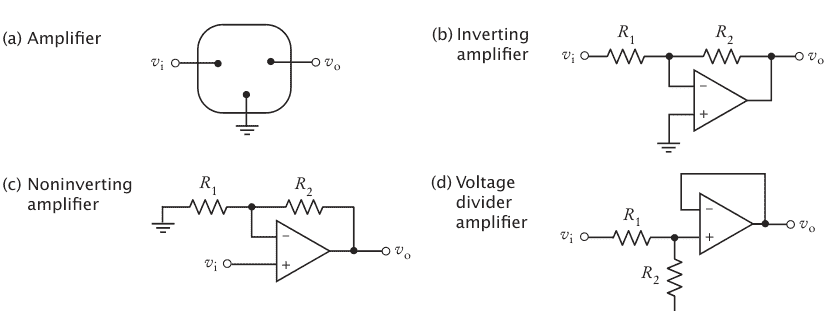 (a) Amplifier
vi
vo
(b) Inverting
amplifier
R1
R2
vi
vo
−
+
(c) Noninverting
amplifier
R1
R2
−
+
vi
vo
(d) Voltage
divider
amplifier
−
+
R1
vi
vo
R2